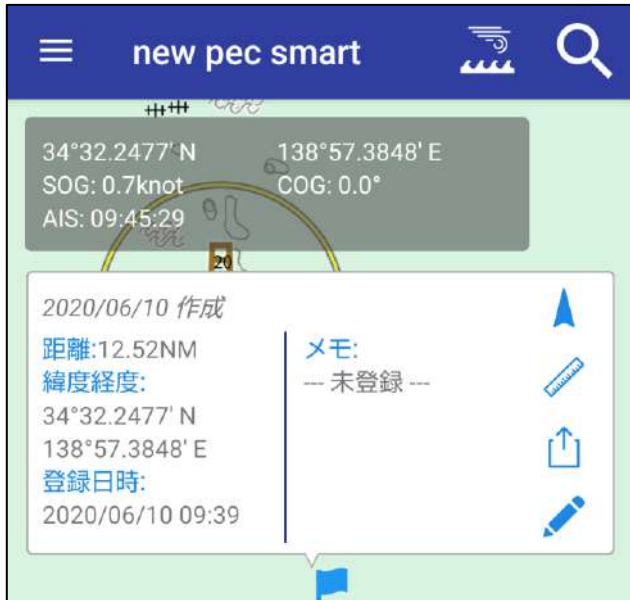 new pec smart
34°32.2477' N 138°57.3848' E
SOG: 0.7knot COG: 0.0°
AIS: 09:45:29
20
2020/06/10 作成
距離:12.52NM
緯度経度:
34°32.2477' N
138°57.3848' E
登録日時:
2020/06/10 09:39
メモ:
--- 未登録 ---